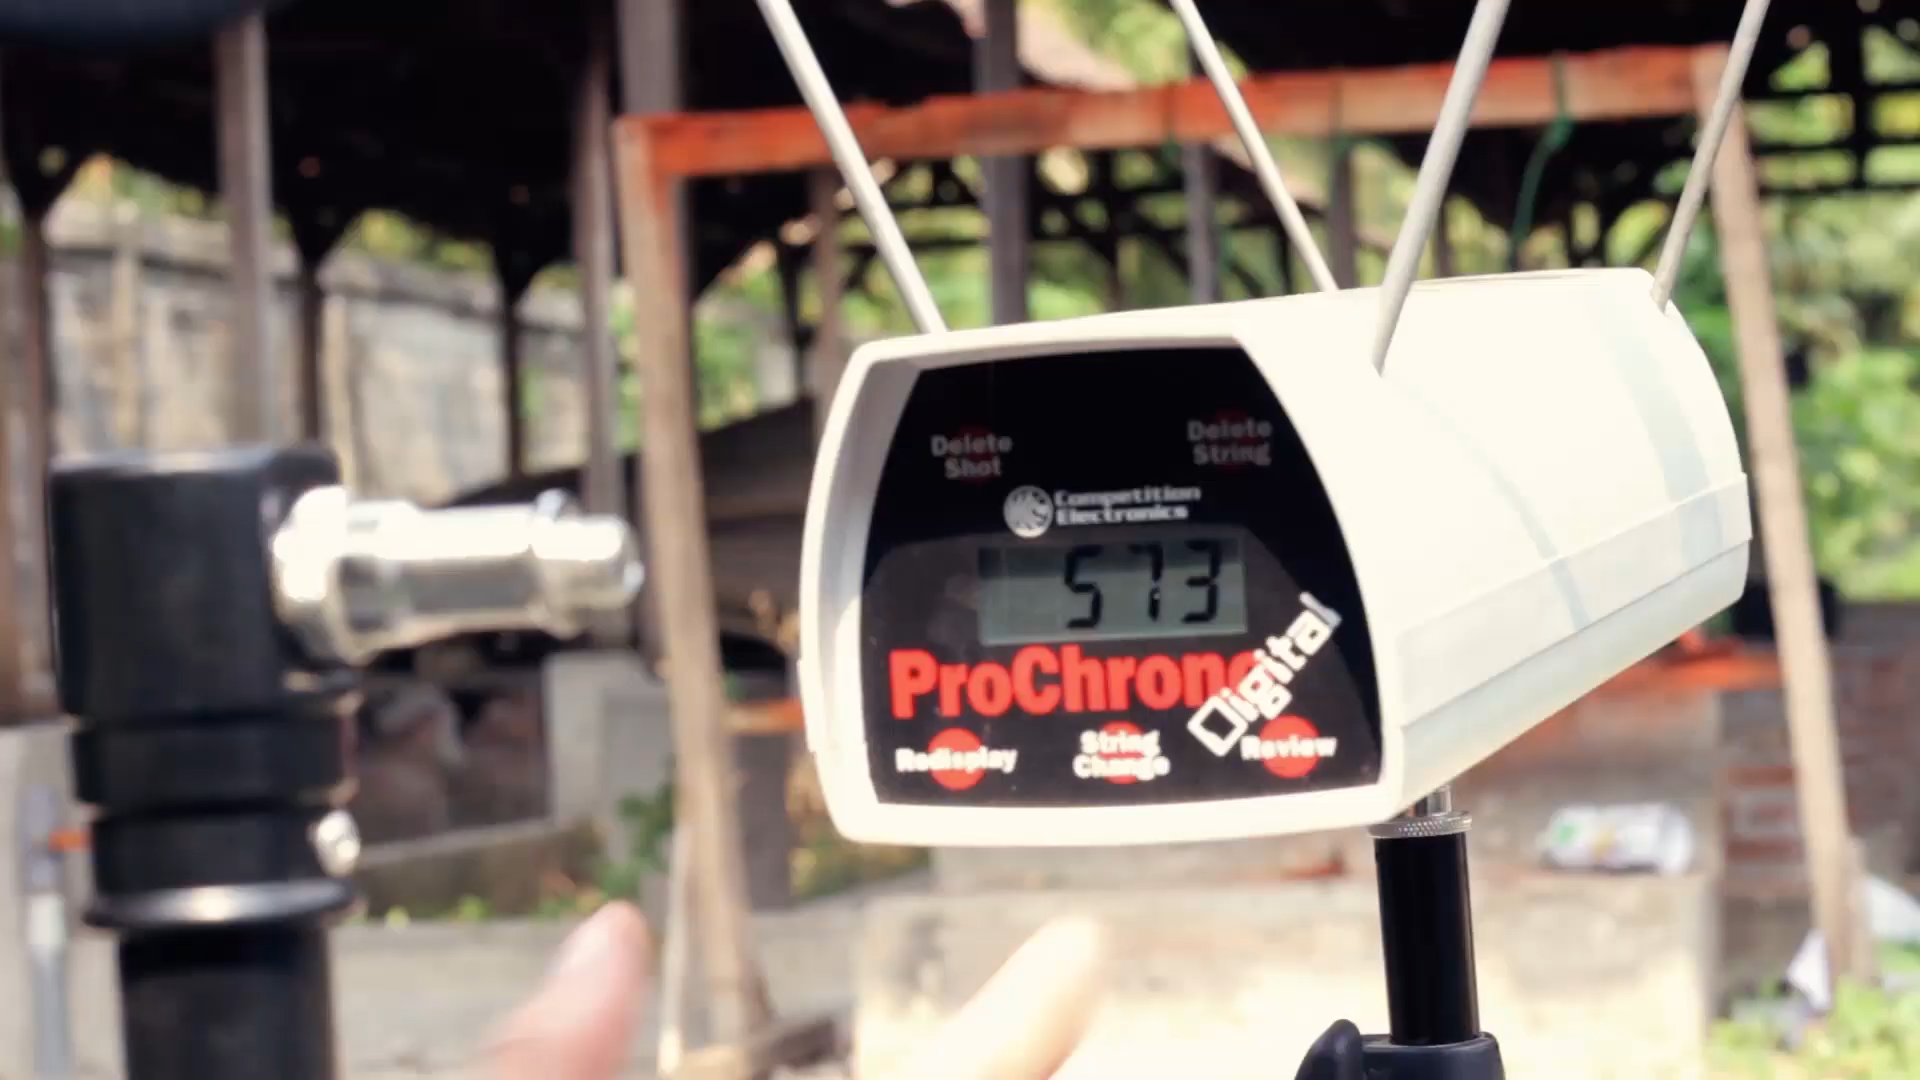 Delete
Shot
Delete
String
Competition
Electronics
573
ProChrono
Digital
Redisplay
String
Change
Review